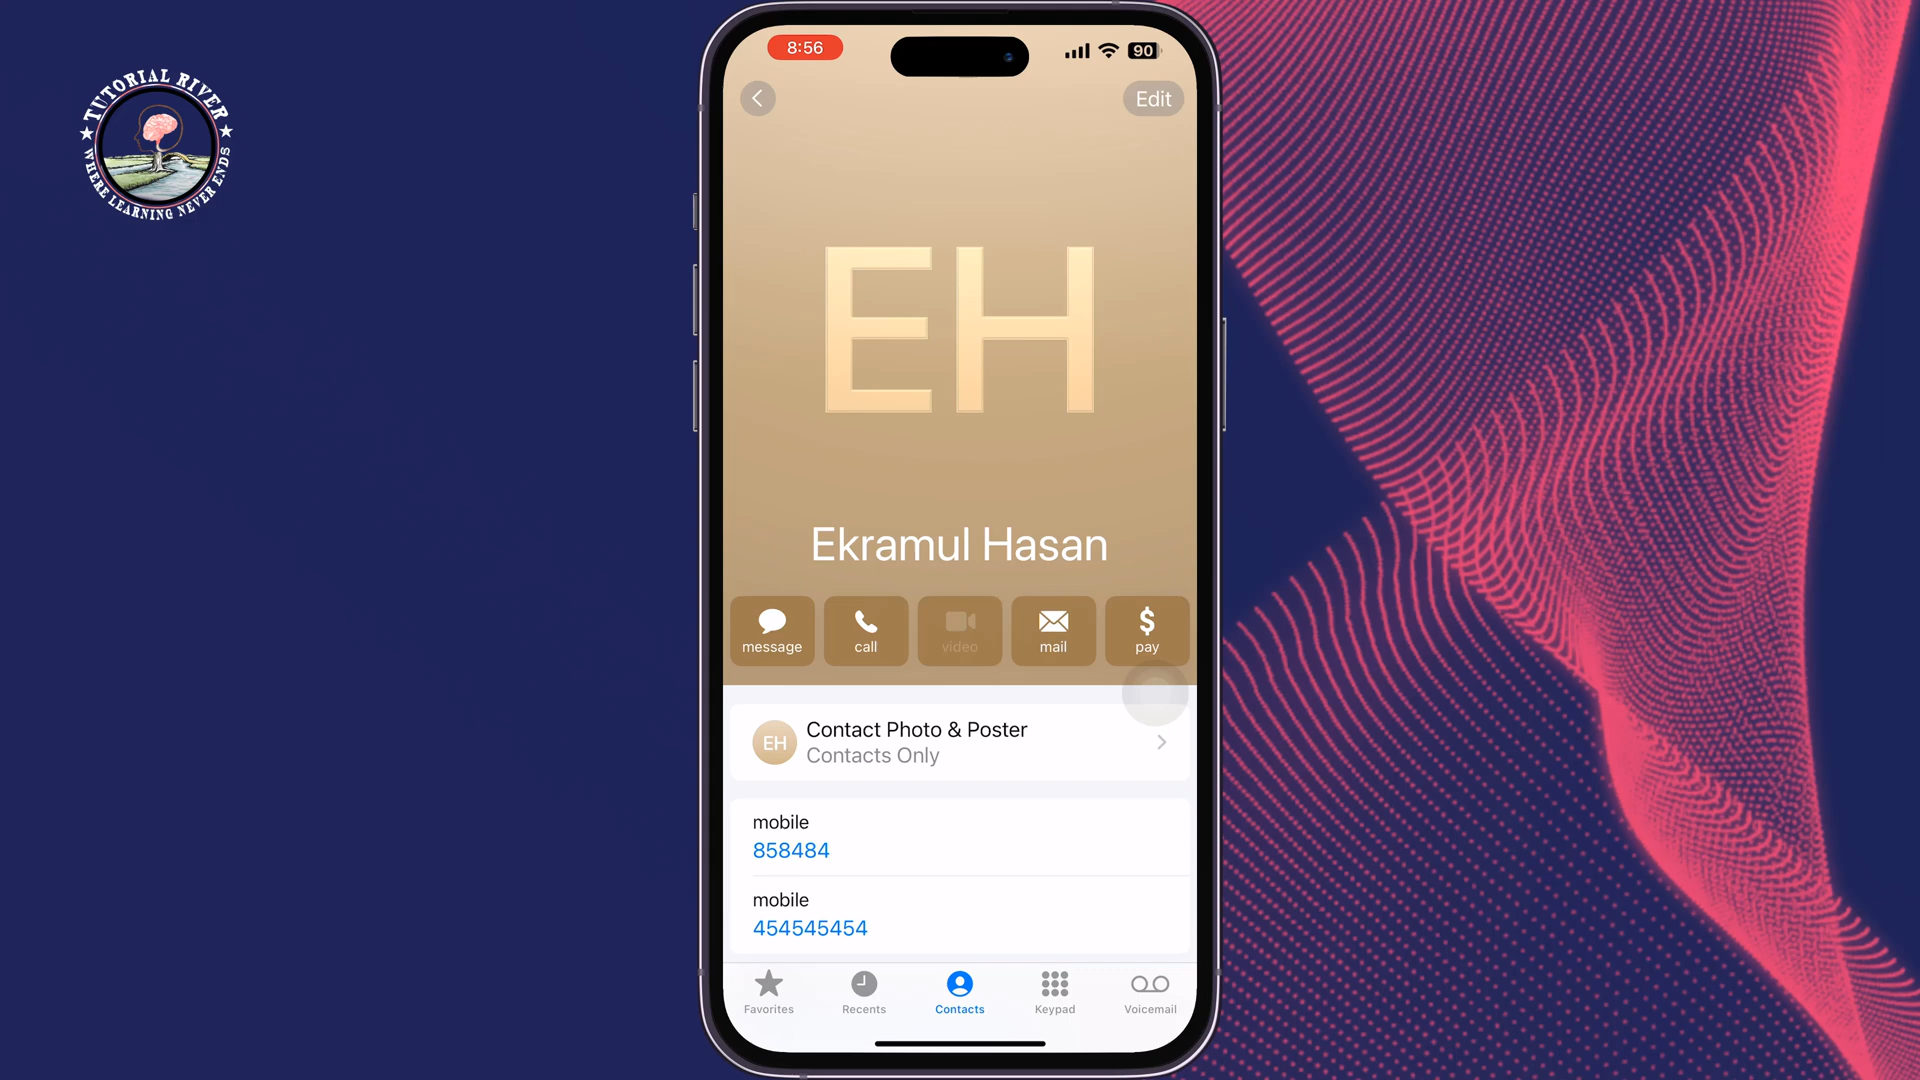 TUTORIAL RIVER
WHERE LEARNING NEVER ENDS
8:56
90
Edit
EH
Ekramul Hasan
message
call
video
mail
$
pay
EH
Contact Photo & Poster
Contacts Only
mobile
858484
mobile
454545454
Favorites
Recents
Contacts
Keypad
Voicemail